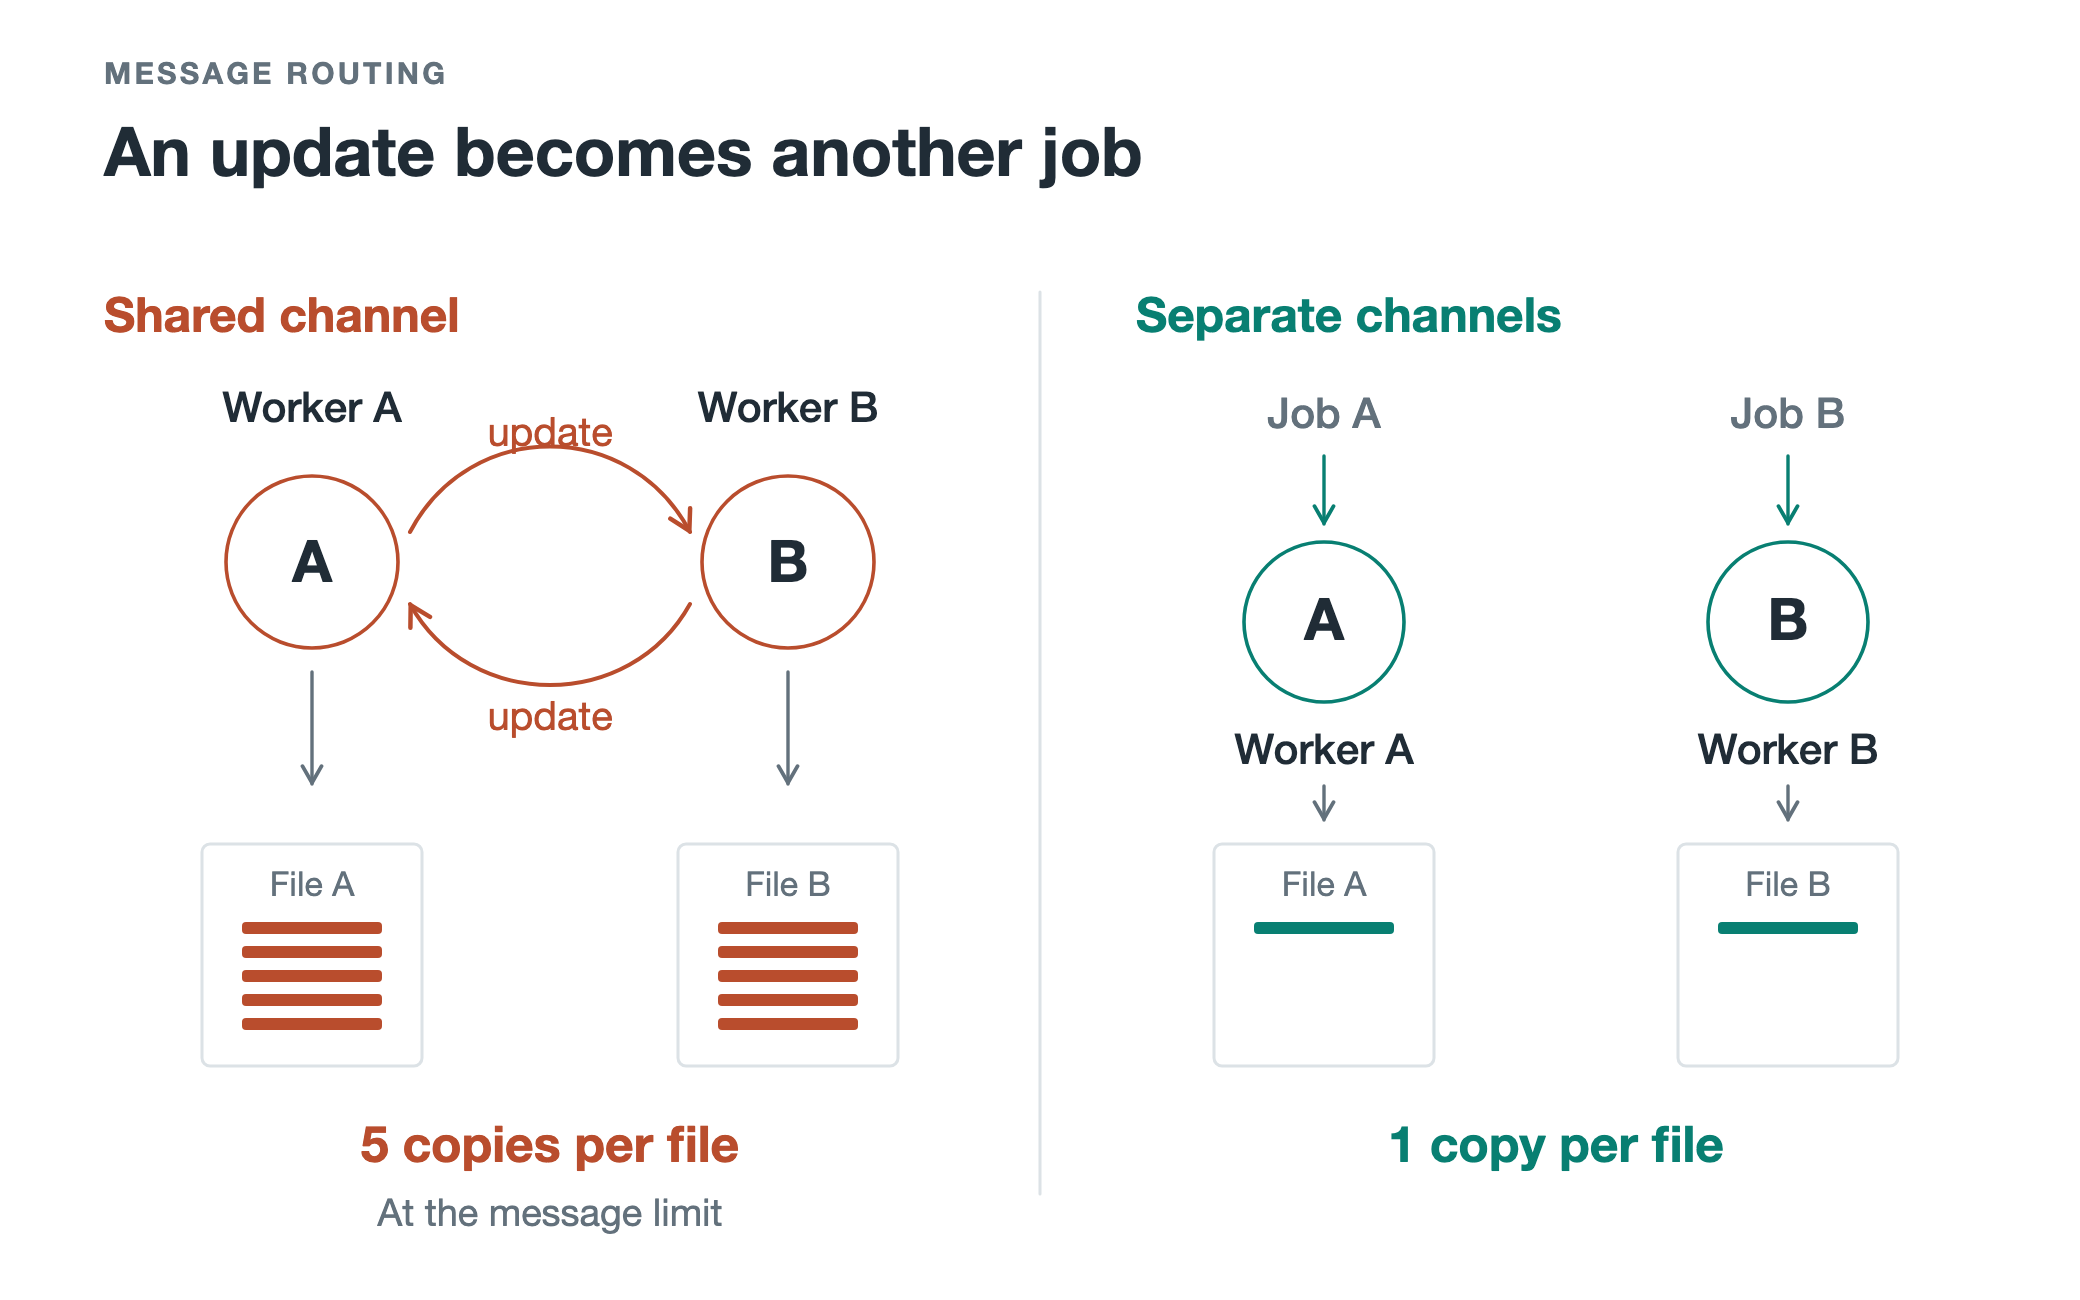 MESSAGE ROUTING
An update becomes another job
Shared channel
Worker A
update
Worker B
A
B
update
File A
File B
5 copies per file
At the message limit
Separate channels
Job A
Job B
A
B
Worker A
Worker B
File A
File B
1 copy per file